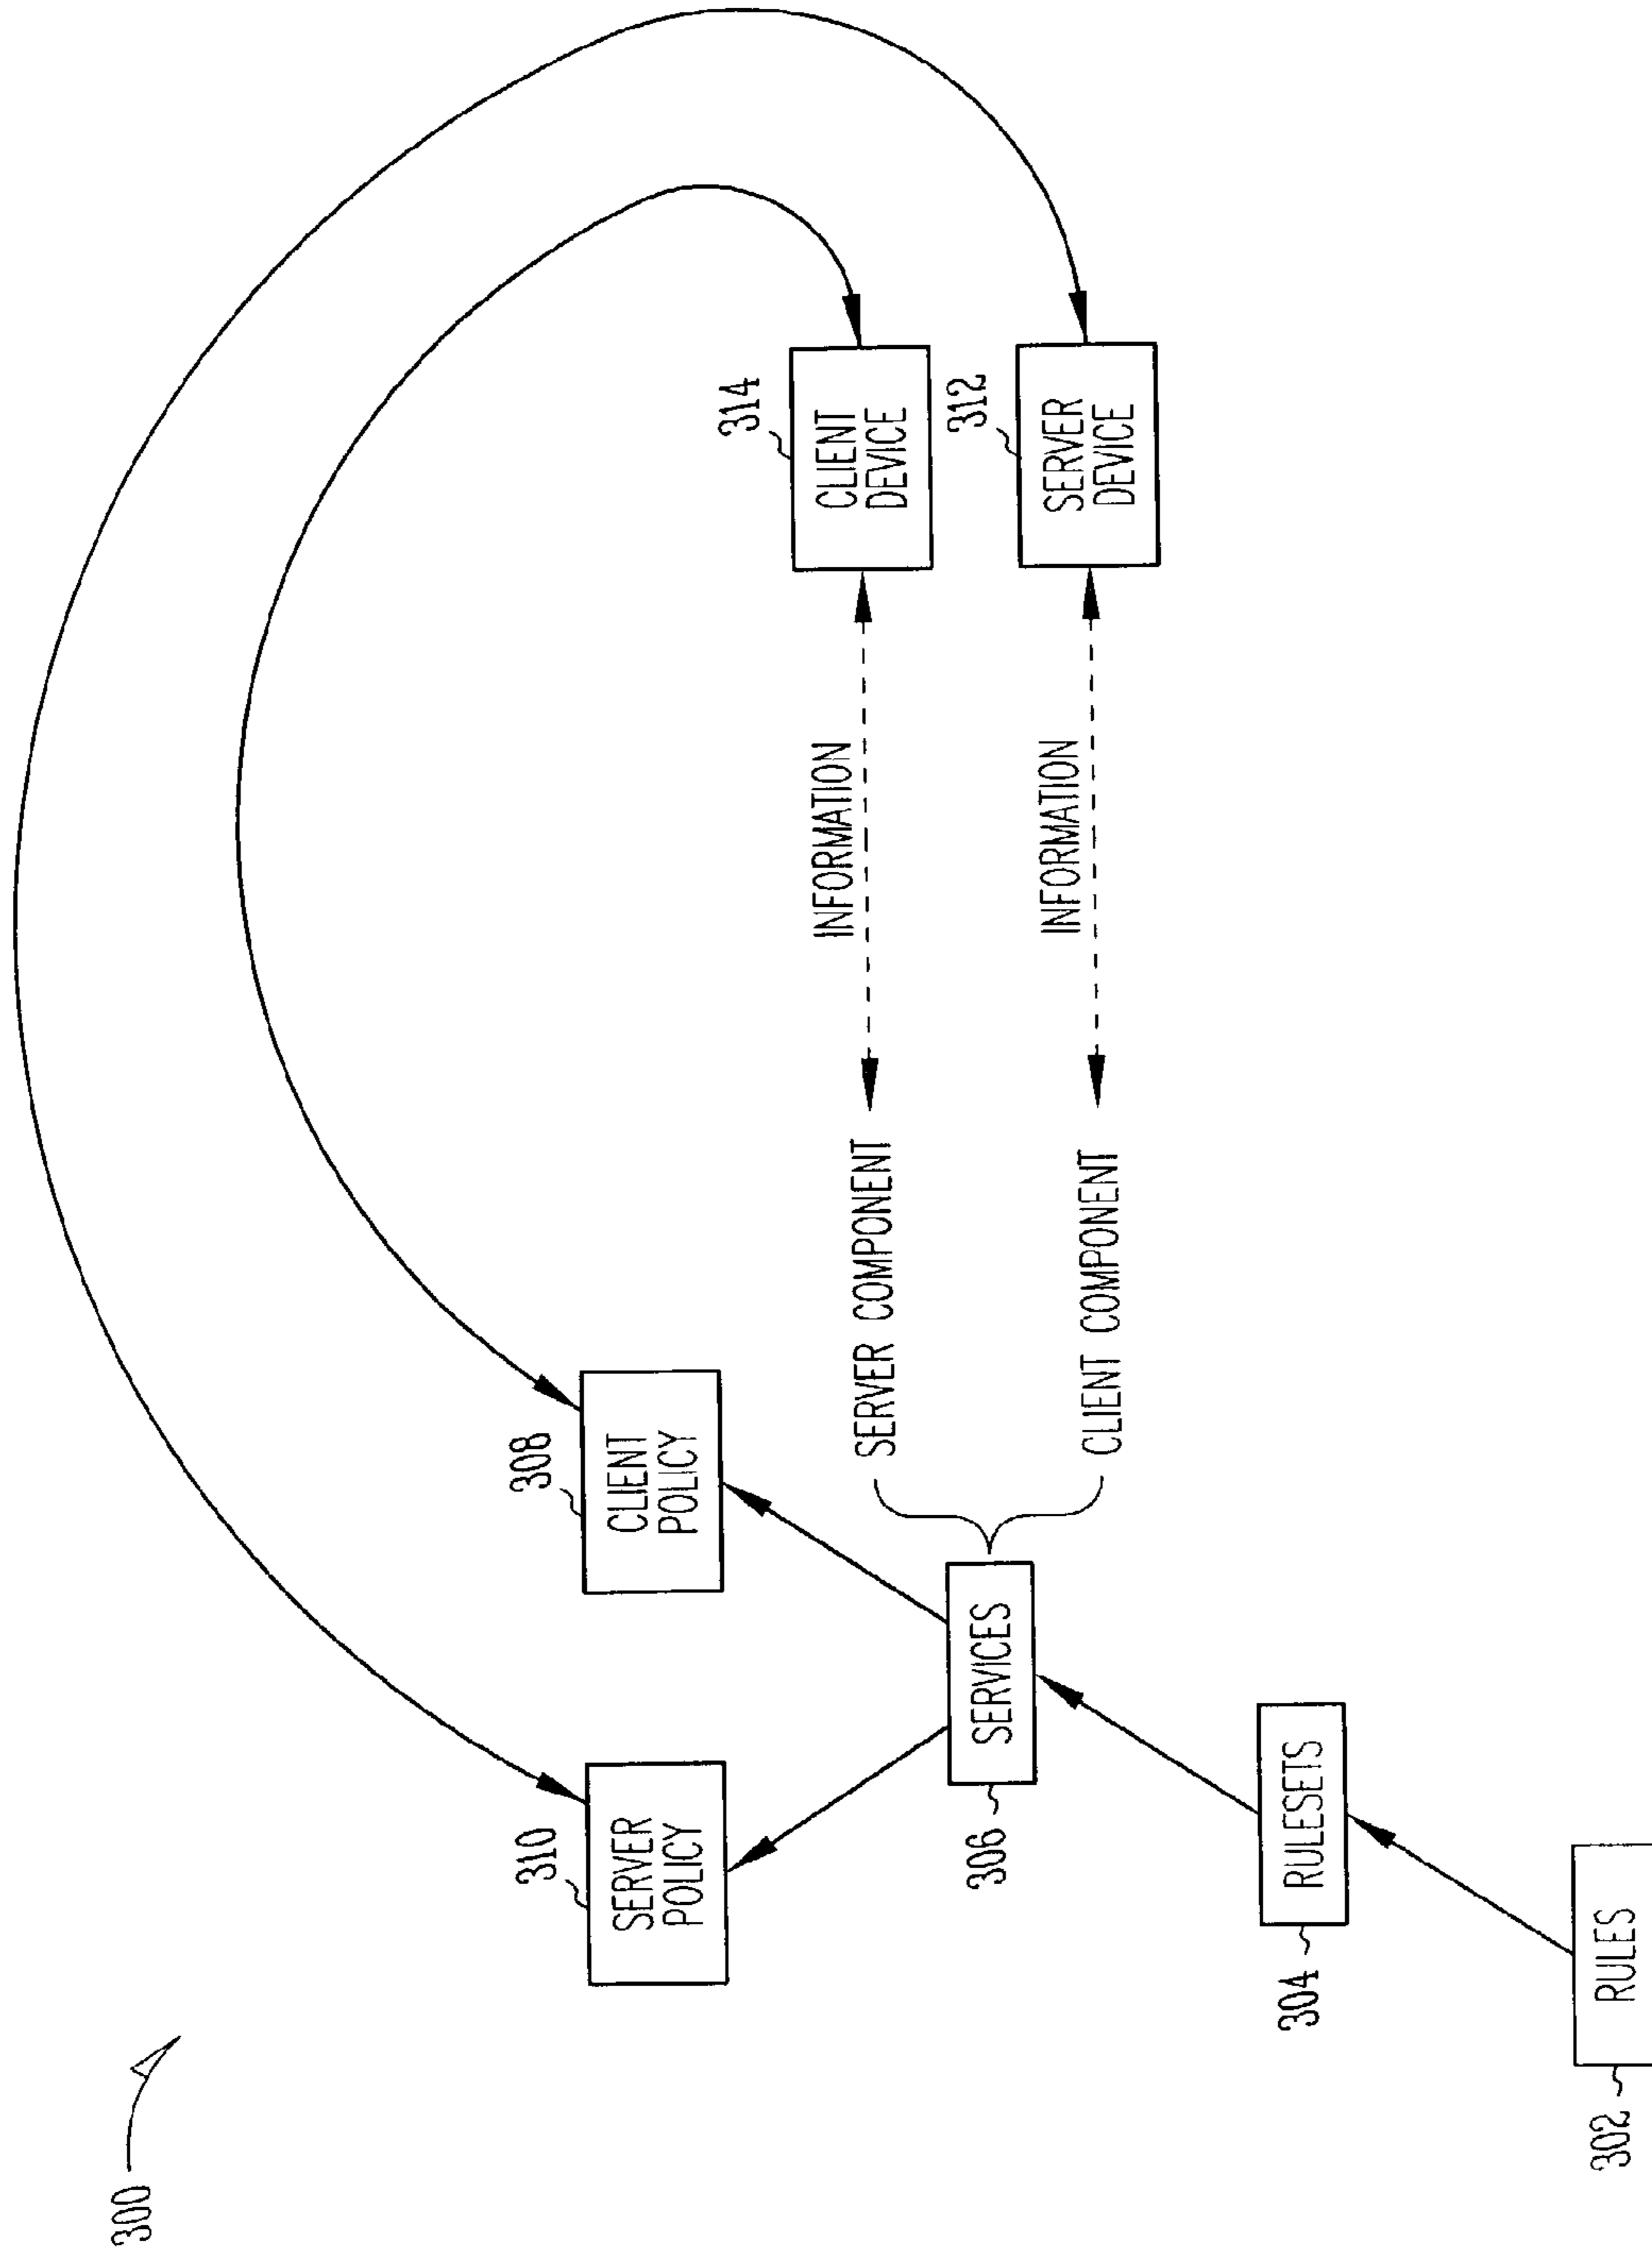 300
310
SERVER
POLICY
308
CLIENT
POLICY
314
CLIENT
DEVICE
SERVER COMPONENT
INFORMATION
306
SERVICES
312
SERVER
DEVICE
CLIENT COMPONENT
INFORMATION
304
RULESETS
302
RULES